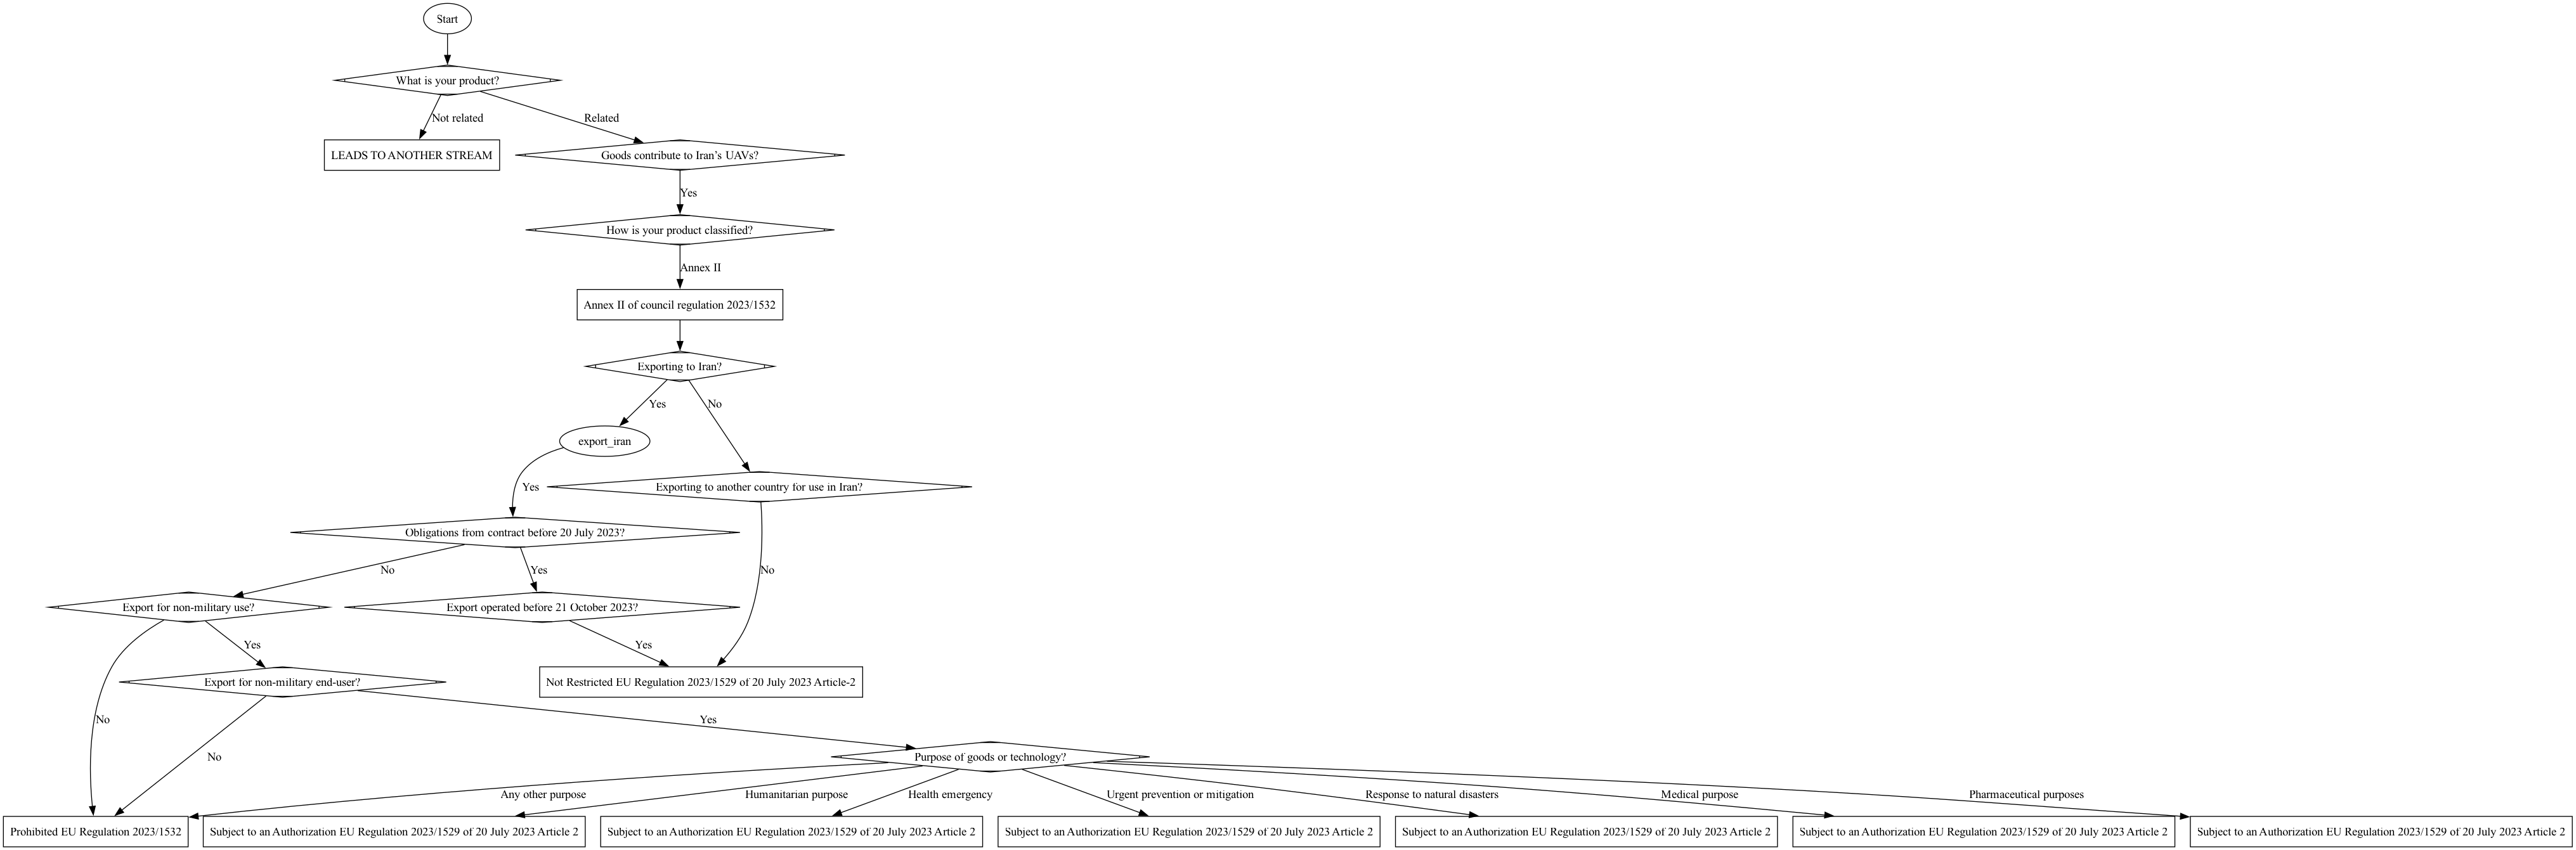 Start
What is your product?
Not related
Related
LEADS TO ANOTHER STREAM
Goods contribute to Iran’s UAVs?
Yes
How is your product classified?
Annex II
Annex II of council regulation 2023/1532
Exporting to Iran?
Yes
No
export_iran
Exporting to another country for use in Iran?
Yes
Obligations from contract before 20 July 2023?
No
Yes
No
Export for non-military use?
Export operated before 21 October 2023?
Yes
Yes
Export for non-military end-user?
Not Restricted EU Regulation 2023/1529 of 20 July 2023 Article-2
No
Yes
No
Purpose of goods or technology?
Any other purpose
Humanitarian purpose
Health emergency
Urgent prevention or mitigation
Response to natural disasters
Medical purpose
Pharmaceutical purposes
Prohibited EU Regulation 2023/1532
Subject to an Authorization EU Regulation 2023/1529 of 20 July 2023 Article 2
Subject to an Authorization EU Regulation 2023/1529 of 20 July 2023 Article 2
Subject to an Authorization EU Regulation 2023/1529 of 20 July 2023 Article 2
Subject to an Authorization EU Regulation 2023/1529 of 20 July 2023 Article 2
Subject to an Authorization EU Regulation 2023/1529 of 20 July 2023 Article 2
Subject to an Authorization EU Regulation 2023/1529 of 20 July 2023 Article 2